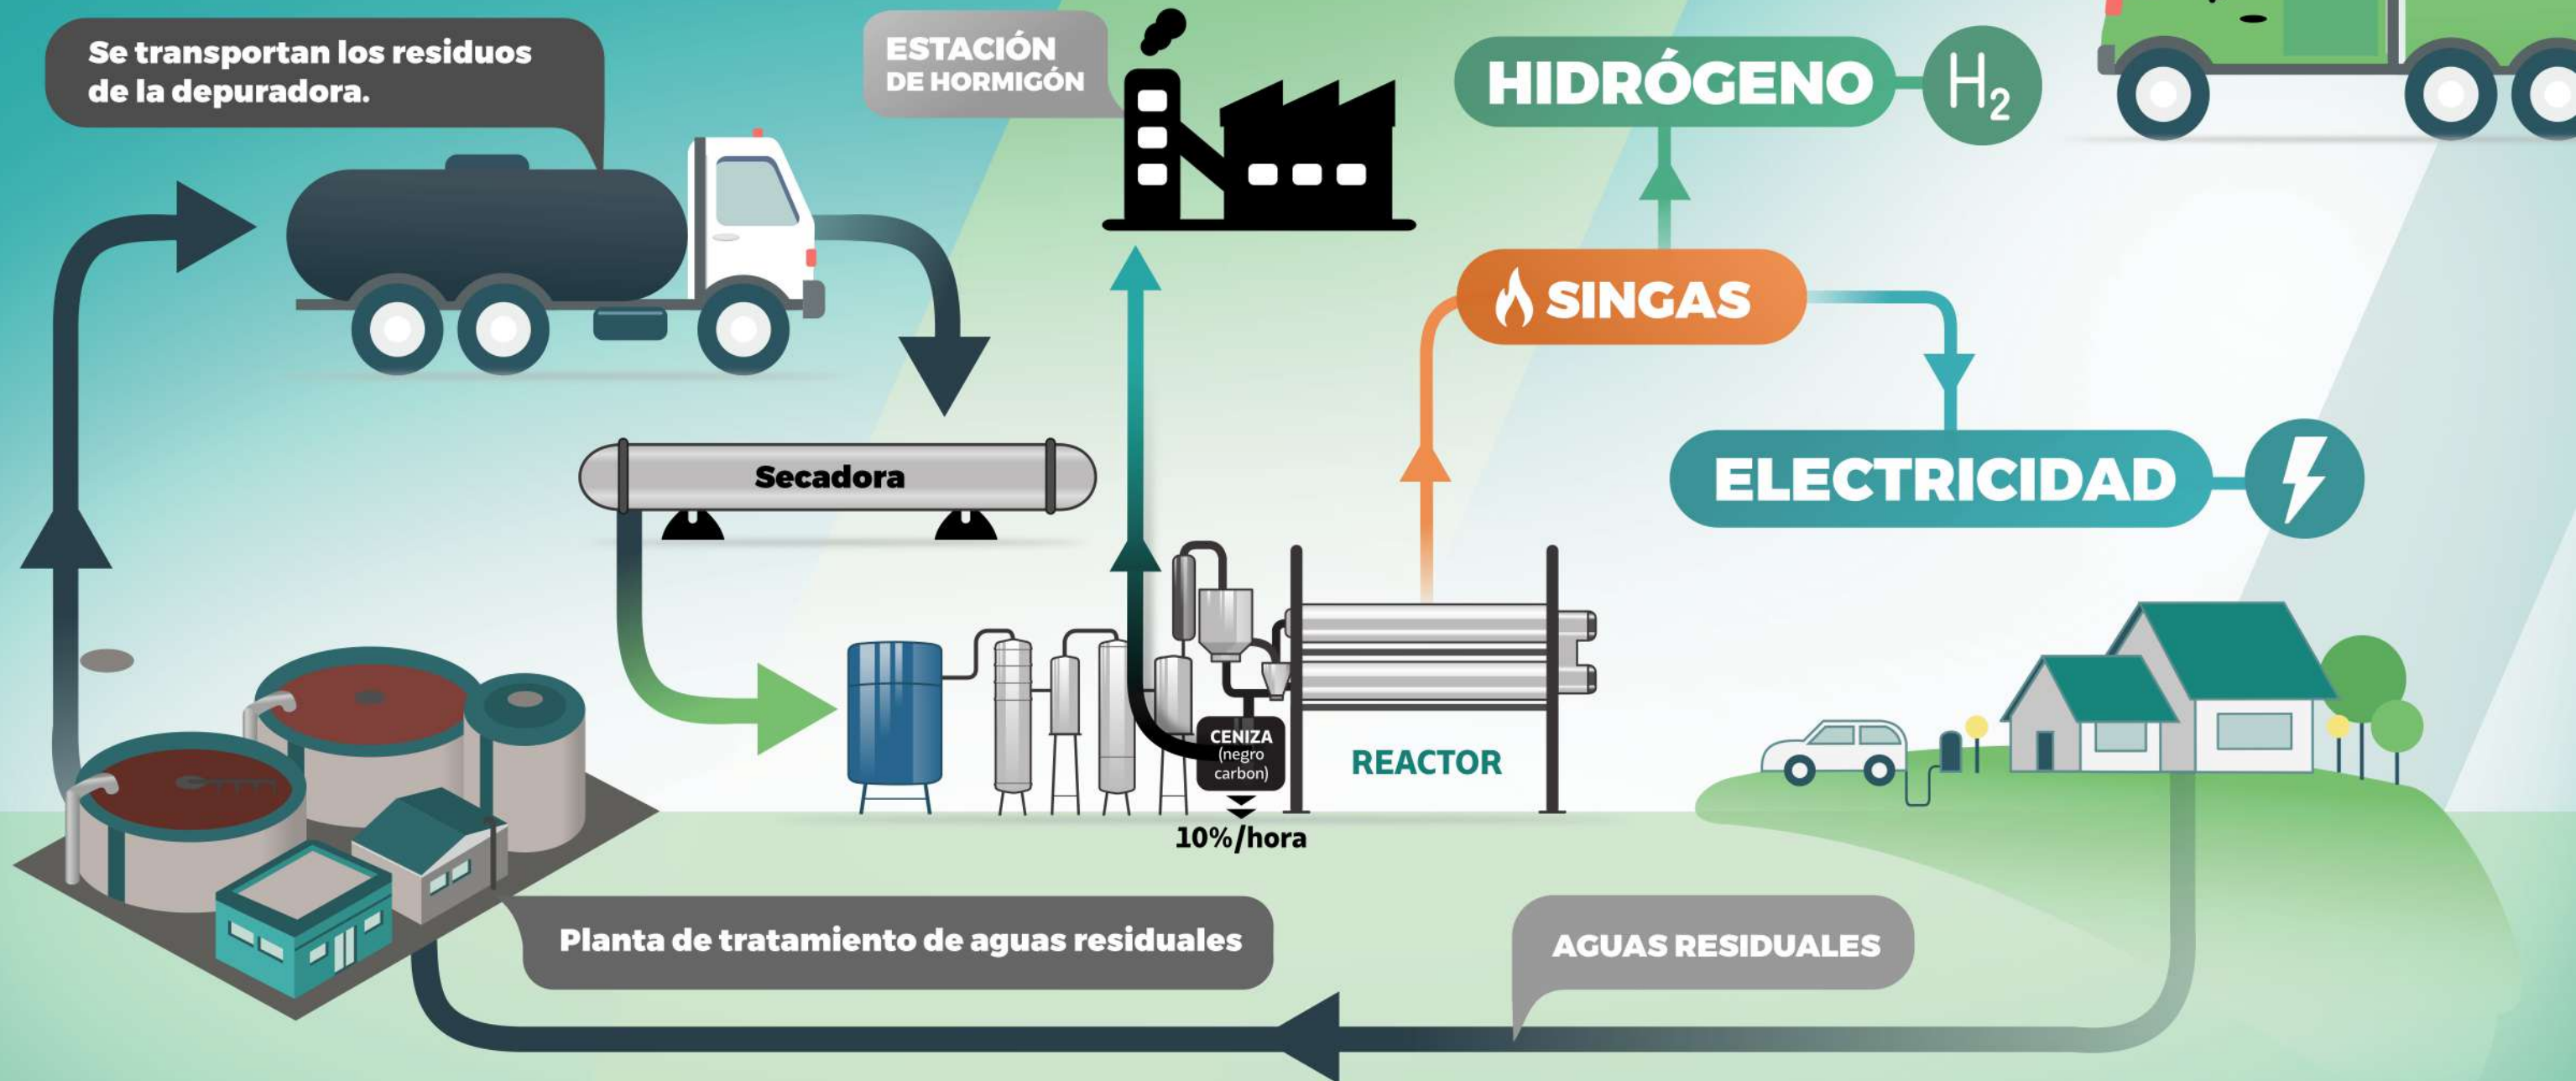 Se transportan los residuos
de la depuradora.
ESTACIÓN
DE HORMIGÓN
HIDRÓGENO
H₂
SINGAS
Secadora
ELECTRICIDAD
CENIZA
(negro
carbon)
REACTOR
10%/hora
Planta de tratamiento de aguas residuales
AGUAS RESIDUALES